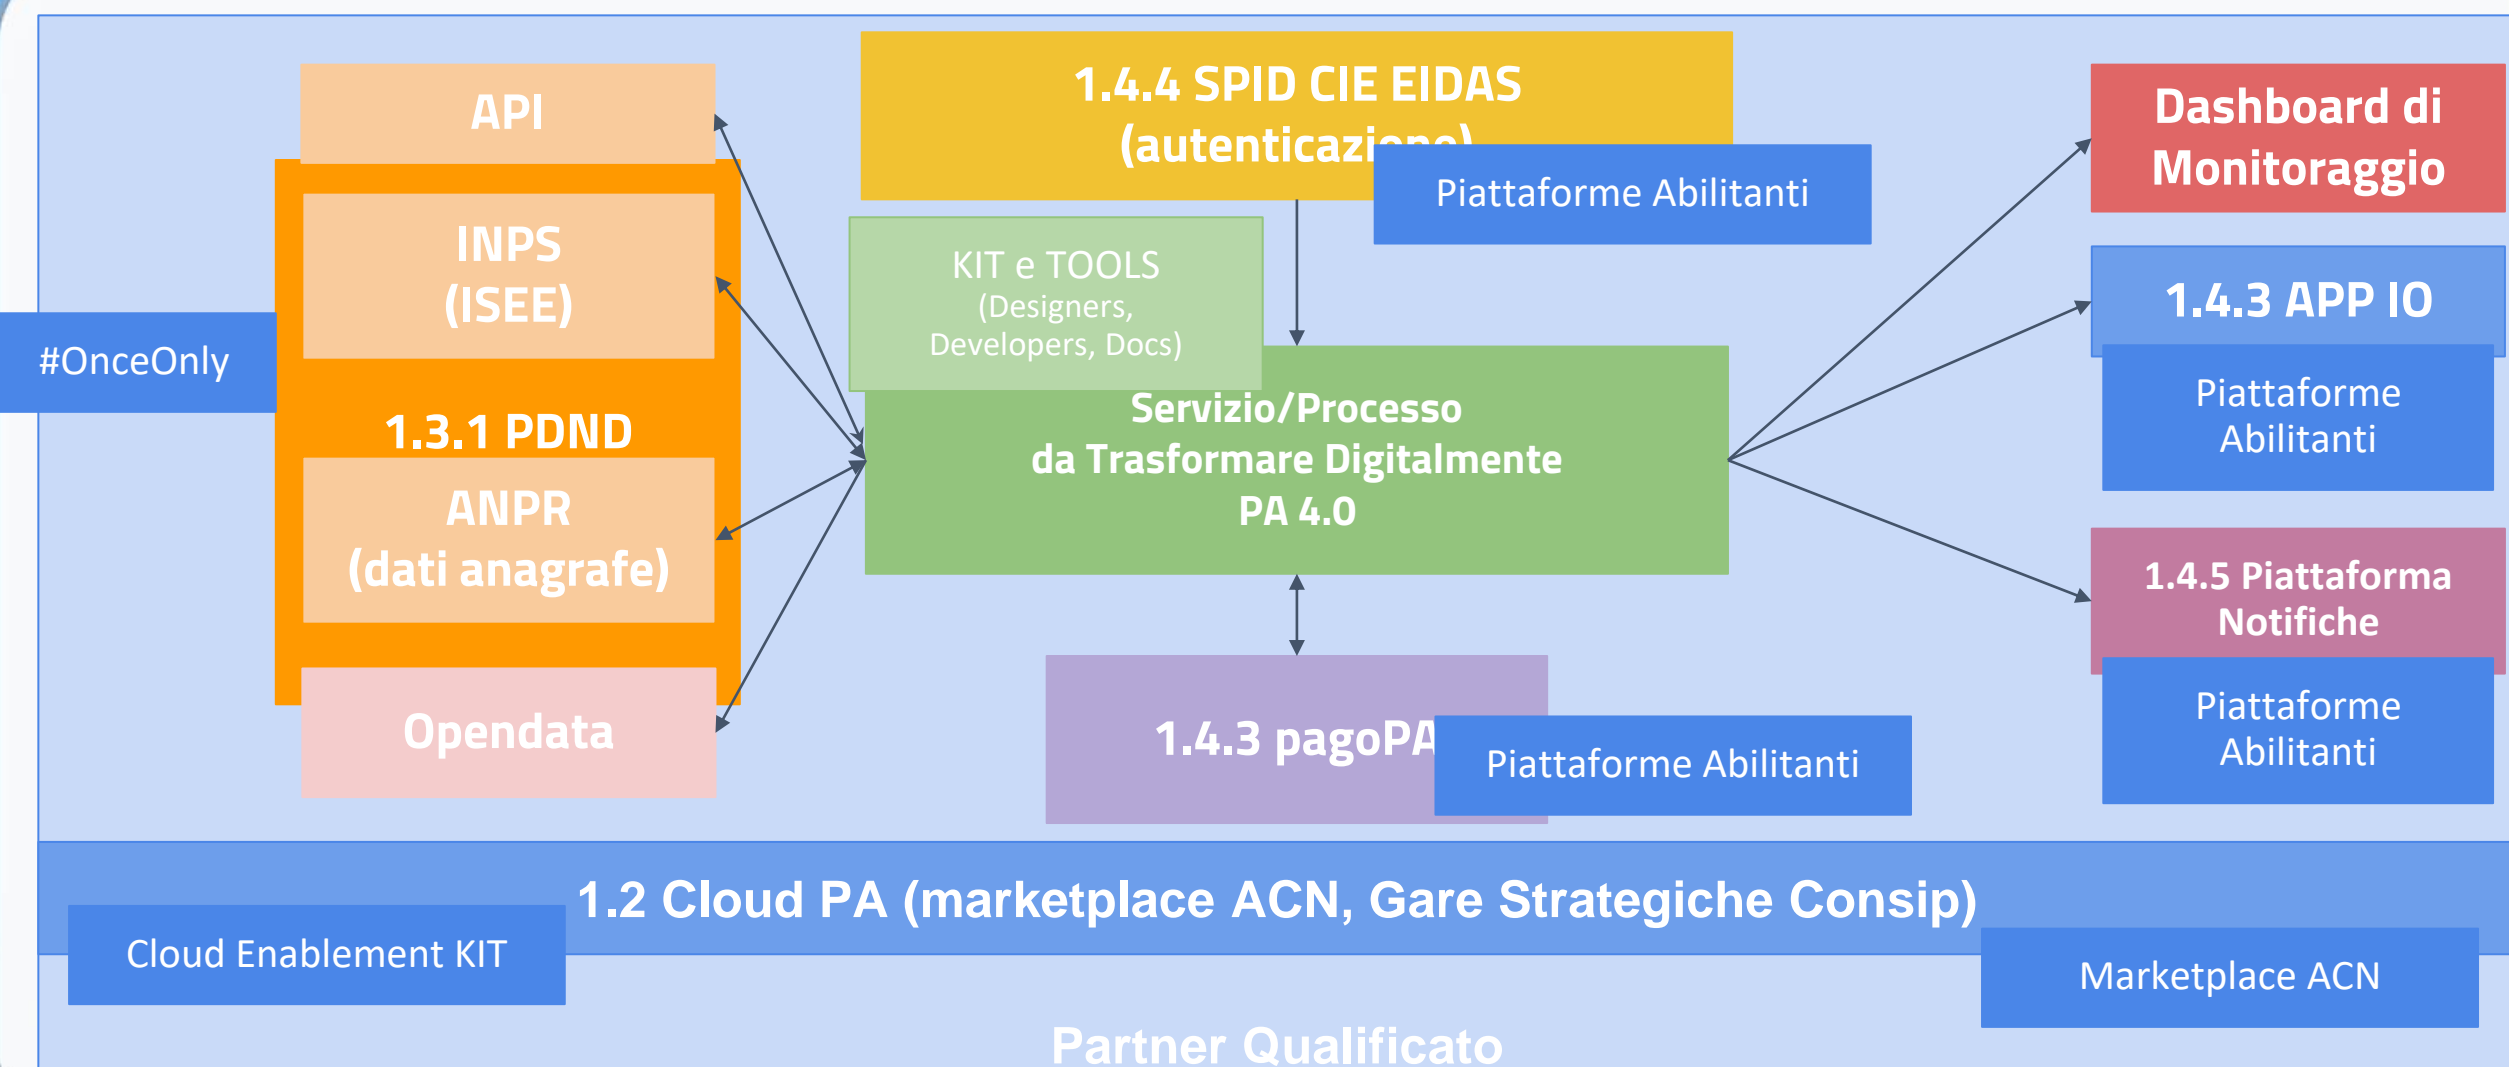 API
INPS
(ISEE)
#OnceOnly
1.3.1 PDND
ANPR
(dati anagrafe)
Opendata
1.4.4 SPID CIE EIDAS
(autenticazione)
Piattaforme Abilitanti
KIT e TOOLS
(Designers,
Developers, Docs)
Servizio/Processo
da Trasformare Digitalmente
PA 4.0
1.4.3 pagoPA
Piattaforme Abilitanti
Dashboard di
Monitoraggio
1.4.3 APP IO
Piattaforme
Abilitanti
1.4.5 Piattaforma
Notifiche
Piattaforme
Abilitanti
1.2 Cloud PA (marketplace ACN, Gare Strategiche Consip)
Cloud Enablement KIT
Marketplace ACN
Partner Qualificato